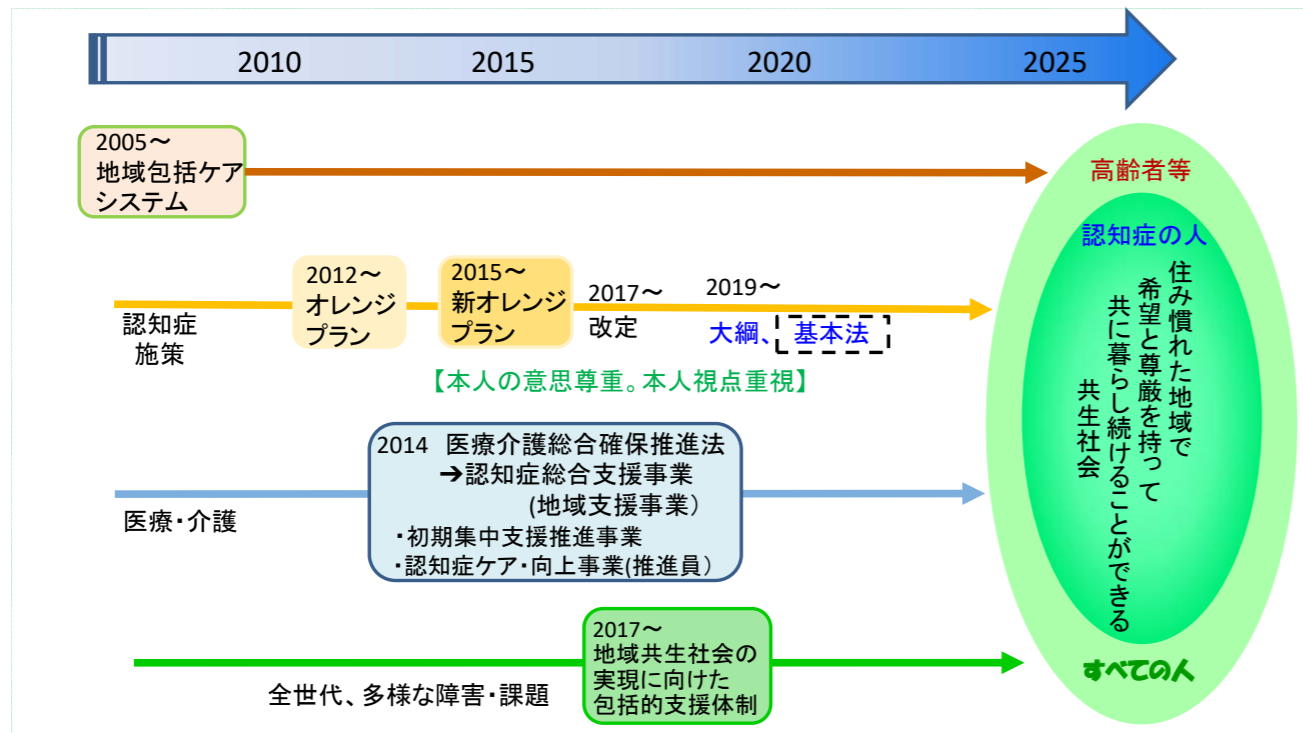 2010 2015 2020 2025
2005～
地域包括ケア
システム
高齢者等
認知症の人
住み慣れた地域で
希望と尊厳を持って
共に暮らし続けることができる
共生社会
すべての人
認知症
施策
2012～
オレンジ
プラン
2015～
新オレンジ
プラン
2017～
改定
2019～
大綱、基本法
【本人の意思尊重。本人視点重視】
医療・介護
2014 医療介護総合確保推進法
➔認知症総合支援事業
(地域支援事業）
・初期集中支援推進事業
・認知症ケア・向上事業(推進員）
全世代、多様な障害・課題
2017～
地域共生社会の
実現に向けた
包括的支援体制